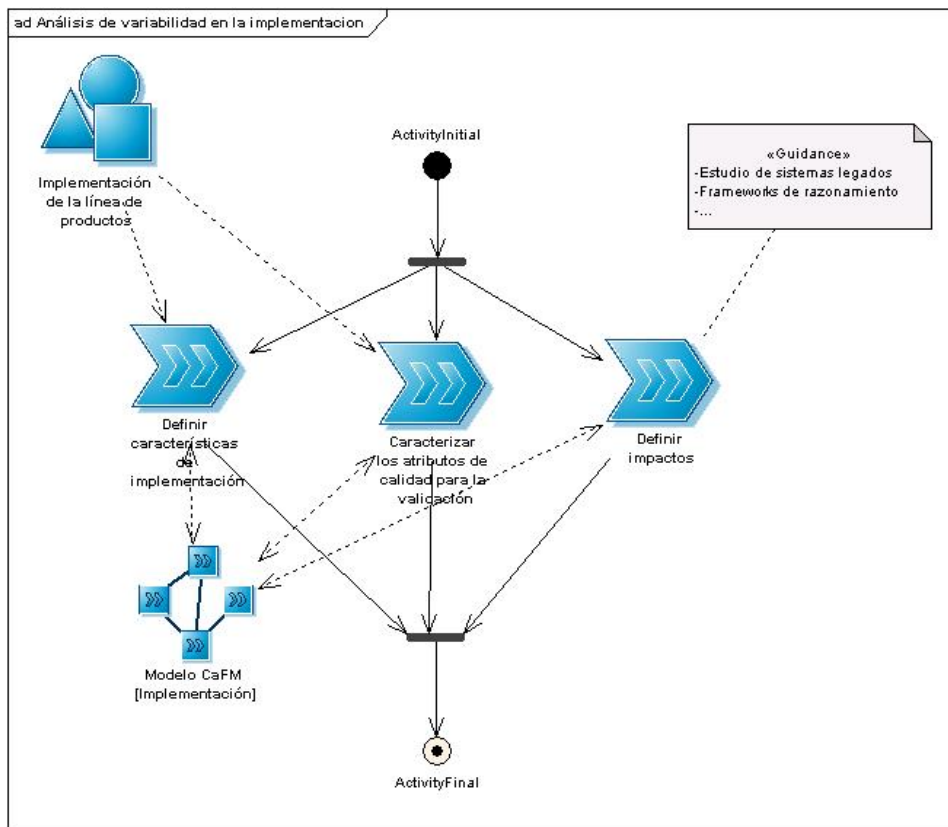 ad Análisis de variabilidad en la implementacion
Implementación
de la línea de
productos
ActivityInitial
«Guidance»
-Estudio de sistemas legados
-Frameworks de razonamiento
-...
Definir
características
de
implementación
Caracterizar
los atributos de
calidad para la
validación
Definir
impactos
Modelo CaFM
[Implementación]
ActivityFinal